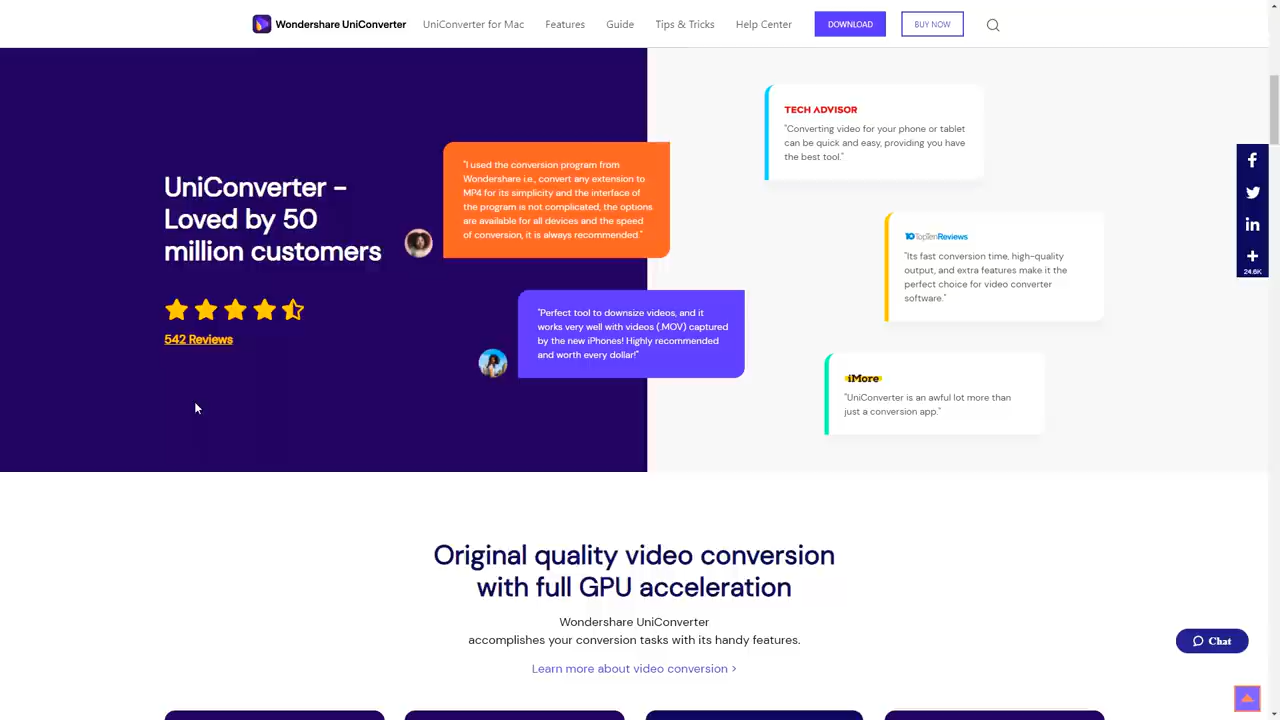 Wondershare UniConverter
UniConverter for Mac
Features
Guide
Tips & Tricks
Help Center
DOWNLOAD
BUY NOW
UniConverter -
Loved by 50
million customers
542 Reviews
"I used the conversion program from
Wondershare i.e., convert any extension to
MP4 for its simplicity and the interface of
the program is not complicated, the options
are available for all devices and the speed
of conversion, it is always recommended."
"Perfect tool to downsize videos, and it
works very well with videos (.MOV) captured
by the new iPhones! Highly recommended
and worth every dollar!"
TECH ADVISOR
"Converting video for your phone or tablet
can be quick and easy, providing you have
the best tool."
TopTenReviews
"Its fast conversion time, high-quality
output, and extra features make it the
perfect choice for video converter
software."
iMore
"UniConverter is an awful lot more than
just a conversion app."
24.6K
Original quality video conversion
with full GPU acceleration
Wondershare UniConverter
accomplishes your conversion tasks with its handy features.
Learn more about video conversion >
Chat